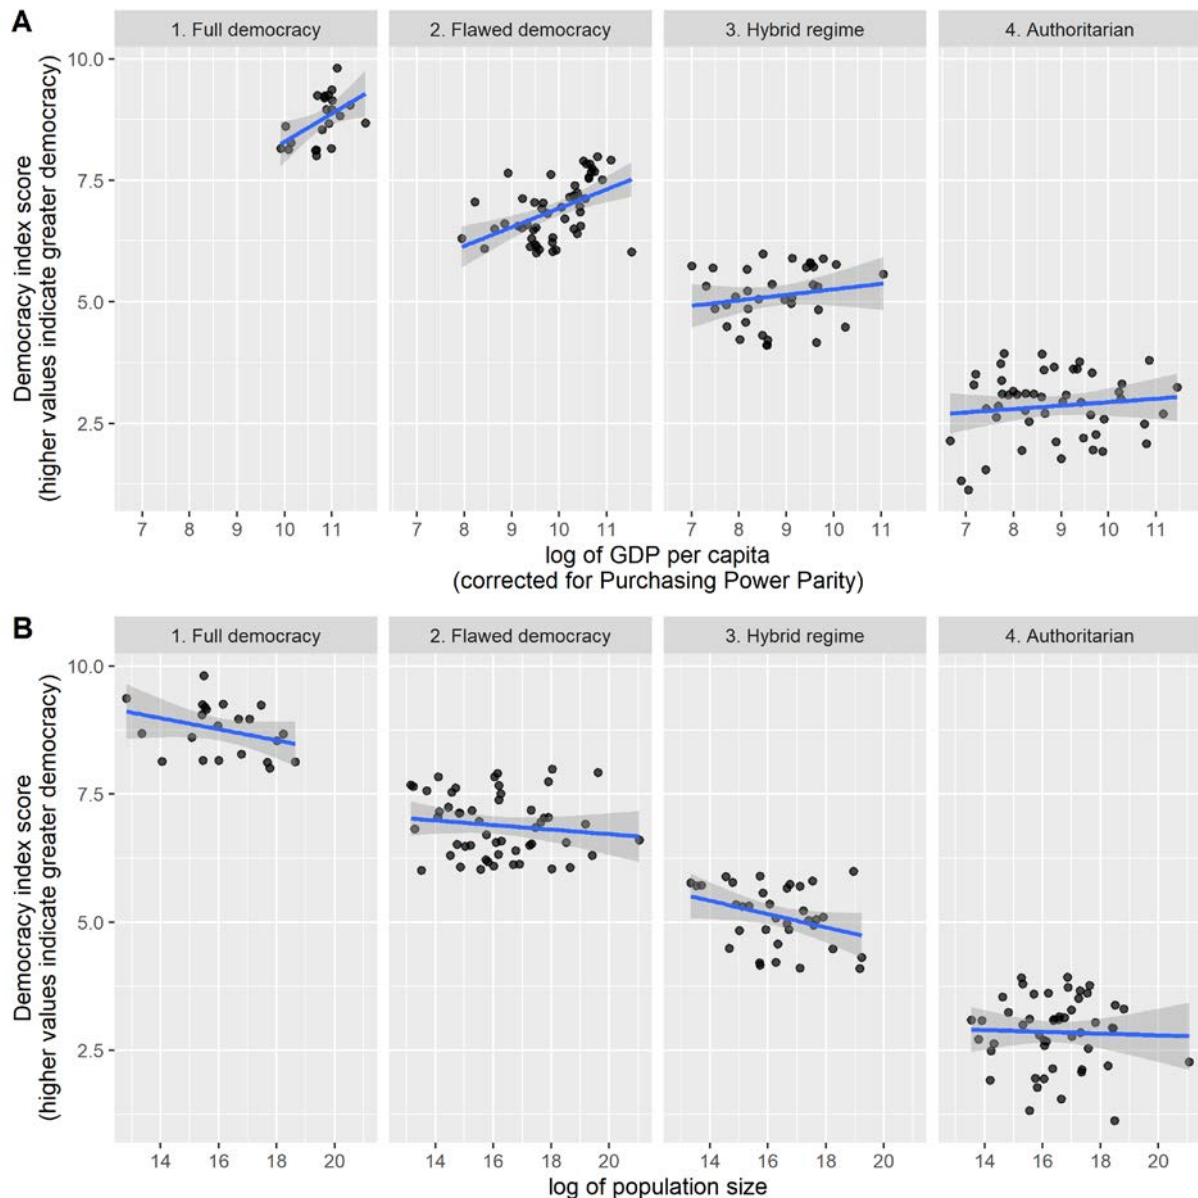 A
1. Full democracy 2. Flawed democracy 3. Hybrid regime 4. Authoritarian
Democracy index score
(higher values indicate greater democracy)
10.0
7.5
5.0
2.5
7 8 9 10 11 7 8 9 10 11 7 8 9 10 11 7 8 9 10 11
log of GDP per capita
(corrected for Purchasing Power Parity)
B
1. Full democracy 2. Flawed democracy 3. Hybrid regime 4. Authoritarian
Democracy index score
(higher values indicate greater democracy)
10.0
7.5
5.0
2.5
14 16 18 20 14 16 18 20 14 16 18 20 14 16 18 20
log of population size